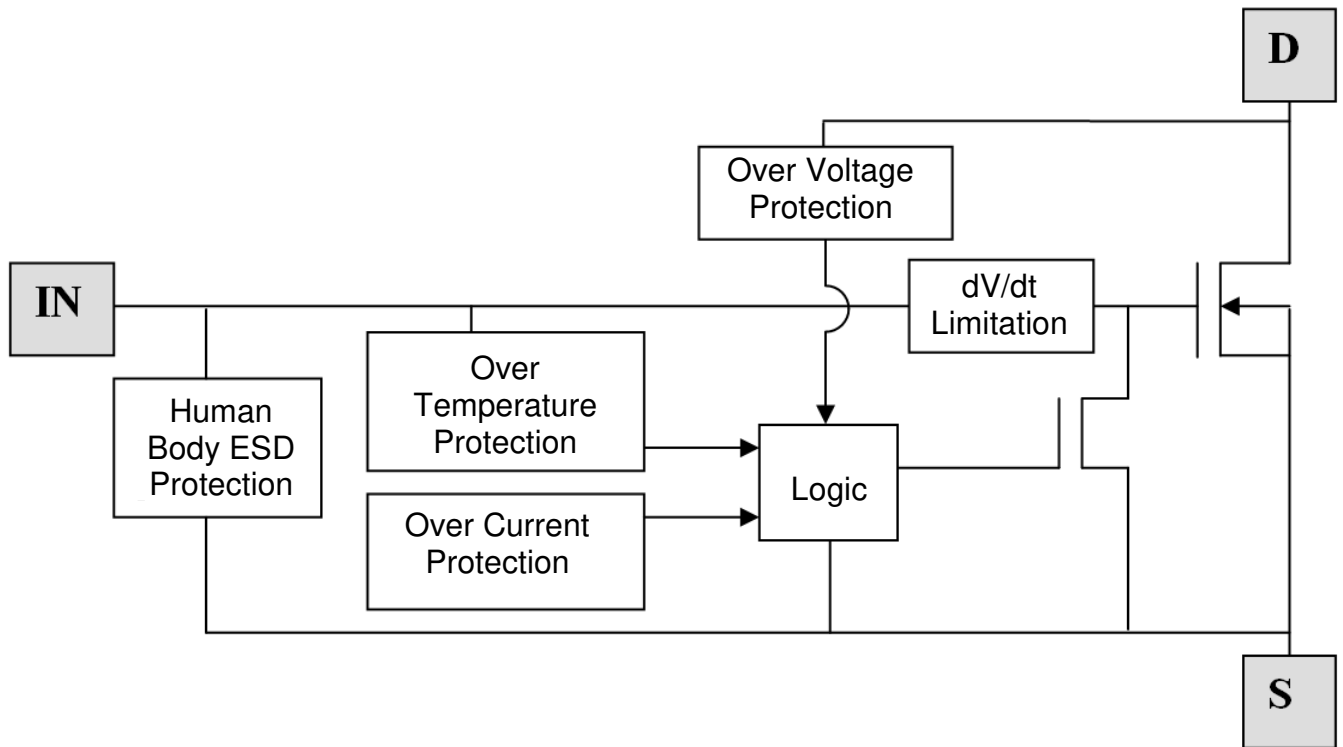 D
Over Voltage
Protection
IN
dV/dt
Limitation
Over
Temperature
Protection
Human
Body ESD
Protection
Logic
Over Current
Protection
S